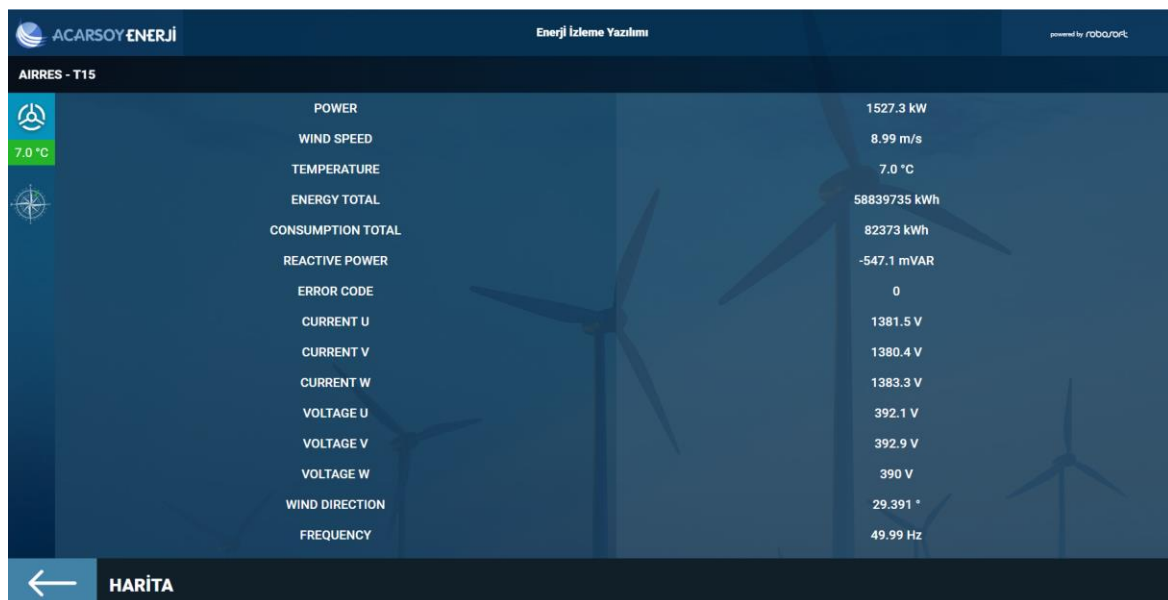 ACARSOY ENERJİ
Enerji İzleme Yazılımı
powered by robosoft
AIRRES - T15
POWER 1527.3 kW
WIND SPEED 8.99 m/s
7.0 °C
TEMPERATURE 7.0 °C
ENERGY TOTAL 58839735 kWh
CONSUMPTION TOTAL 82373 kWh
REACTIVE POWER -547.1 mVAR
ERROR CODE 0
CURRENT U 1381.5 V
CURRENT V 1380.4 V
CURRENT W 1383.3 V
VOLTAGE U 392.1 V
VOLTAGE V 392.9 V
VOLTAGE W 390 V
WIND DIRECTION 29.391 °
FREQUENCY 49.99 Hz
HARİTA